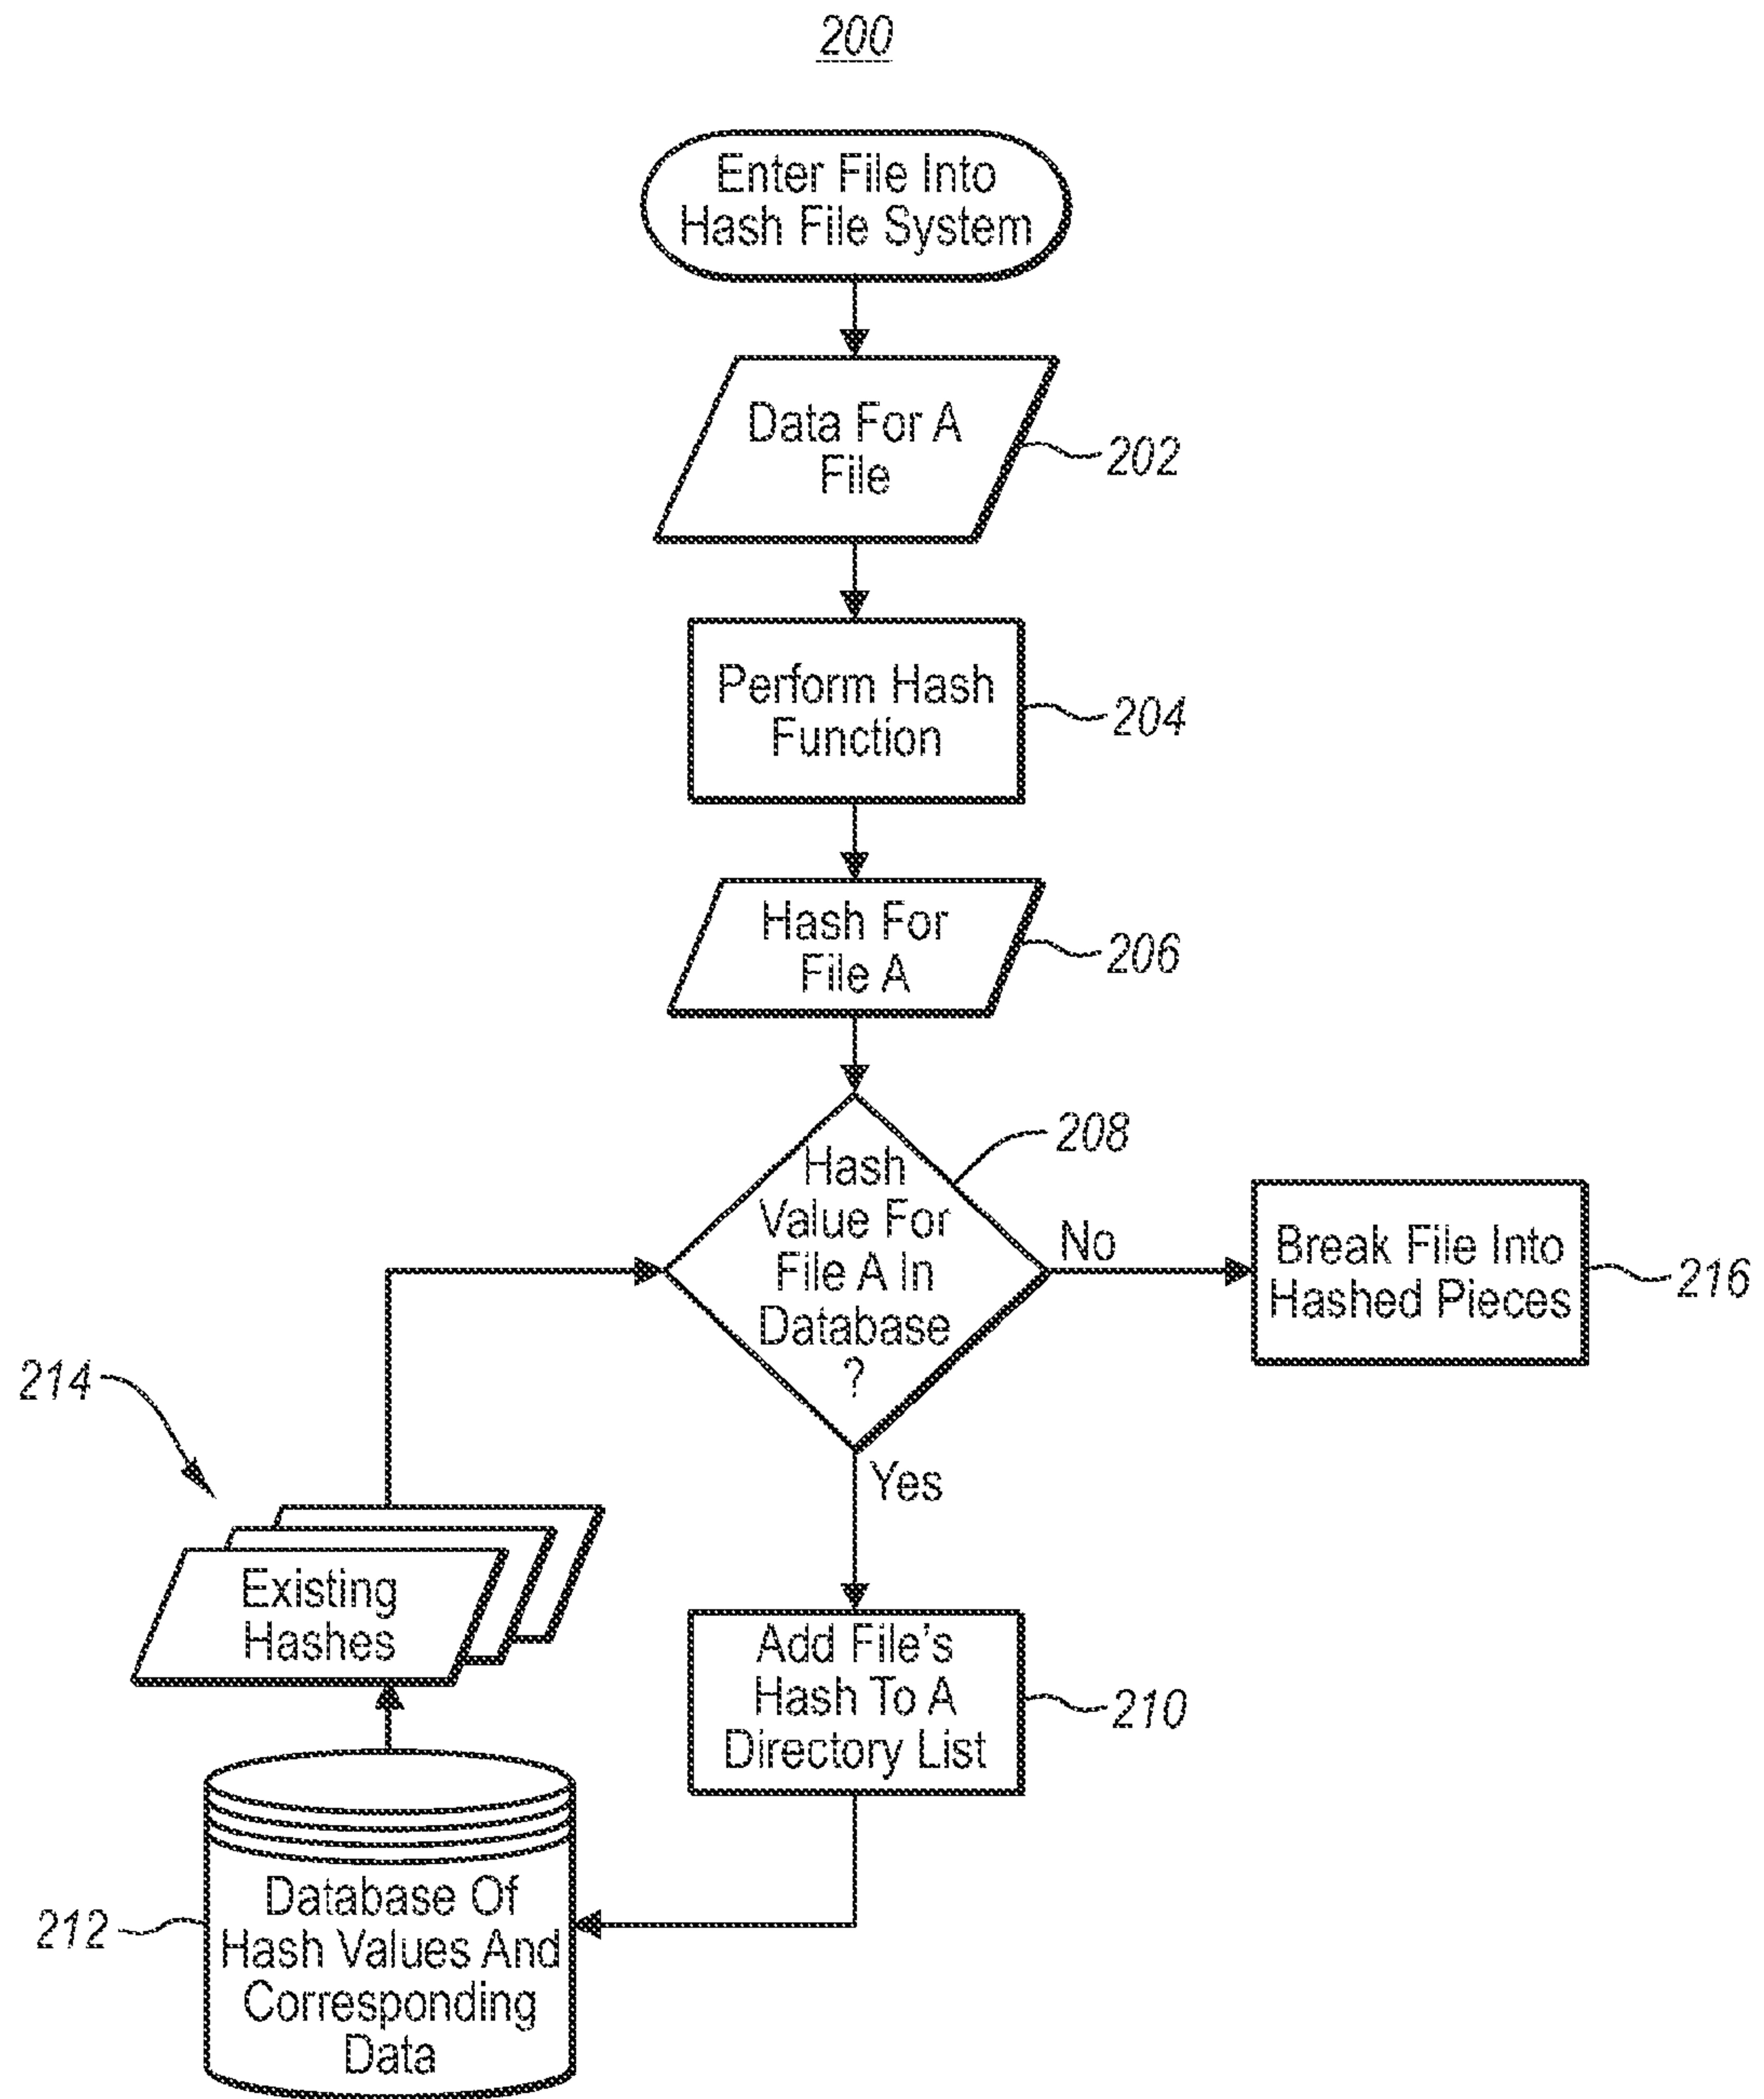 200
Enter File Into
Hash File System
Data For A
File
202
Perform Hash
Function
204
Hash For
File A
206
Hash
Value For
File A In
Database
?
208
No
Break File Into
Hashed Pieces
216
Yes
214
Existing
Hashes
Add File's
Hash To A
Directory List
210
212
Database Of
Hash Values And
Corresponding
Data